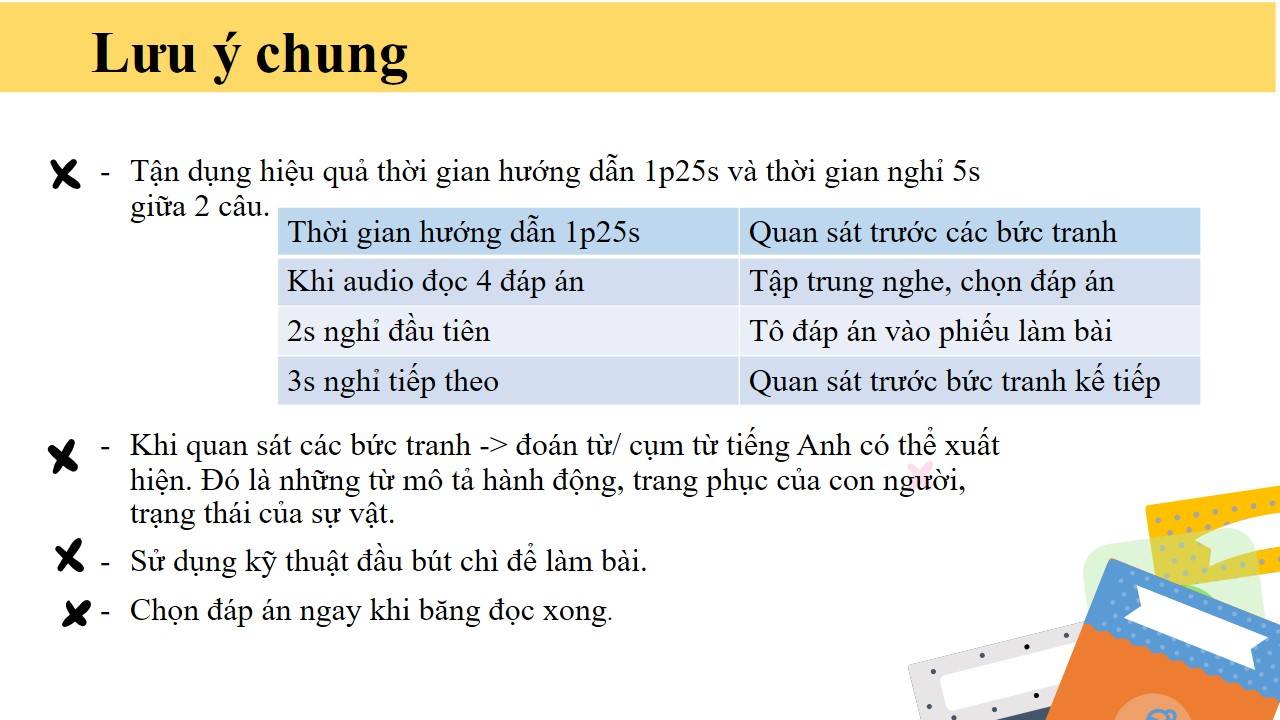 Lưu ý chung
- Tận dụng hiệu quả thời gian hướng dẫn 1p25s và thời gian nghỉ 5s
giữa 2 câu.
Thời gian hướng dẫn 1p25s Quan sát trước các bức tranh
Khi audio đọc 4 đáp án Tập trung nghe, chọn đáp án
2s nghỉ đầu tiên Tô đáp án vào phiếu làm bài
3s nghỉ tiếp theo Quan sát trước bức tranh kế tiếp
- Khi quan sát các bức tranh -> đoán từ/ cụm từ tiếng Anh có thể xuất
hiện. Đó là những từ mô tả hành động, trang phục của con người,
trạng thái của sự vật.
- Sử dụng kỹ thuật đầu bút chì để làm bài.
- Chọn đáp án ngay khi băng đọc xong.